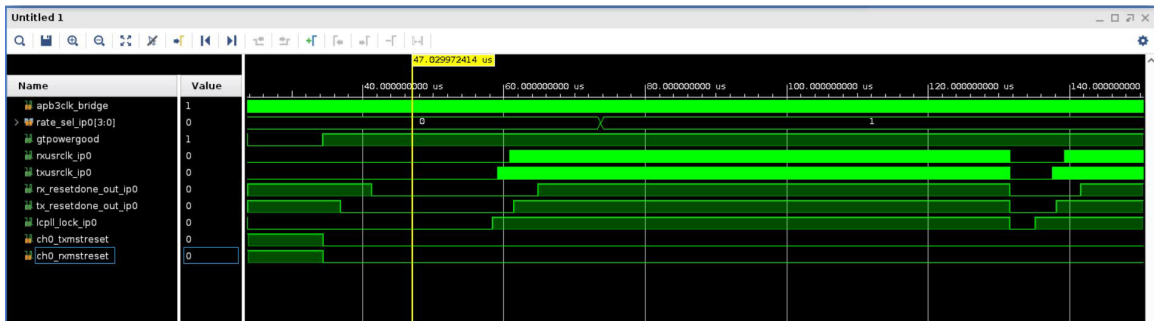 Untitled 1
47.029972414 us
Name Value
40.000000000 us 60.000000000 us 80.000000000 us 100.000000000 us 120.000000000 us 140.000000000
apb3clk_bridge 1
rate_sel_ip0[3:0] 0 0 1
gtpowergood 1
rxusrclk_ip0 0
txusrclk_ip0 0
rx_resetdone_out_ip0 0
tx_resetdone_out_ip0 0
lcpll_lock_ip0 0
ch0_txmstreset 0
ch0_rxmstreset 0